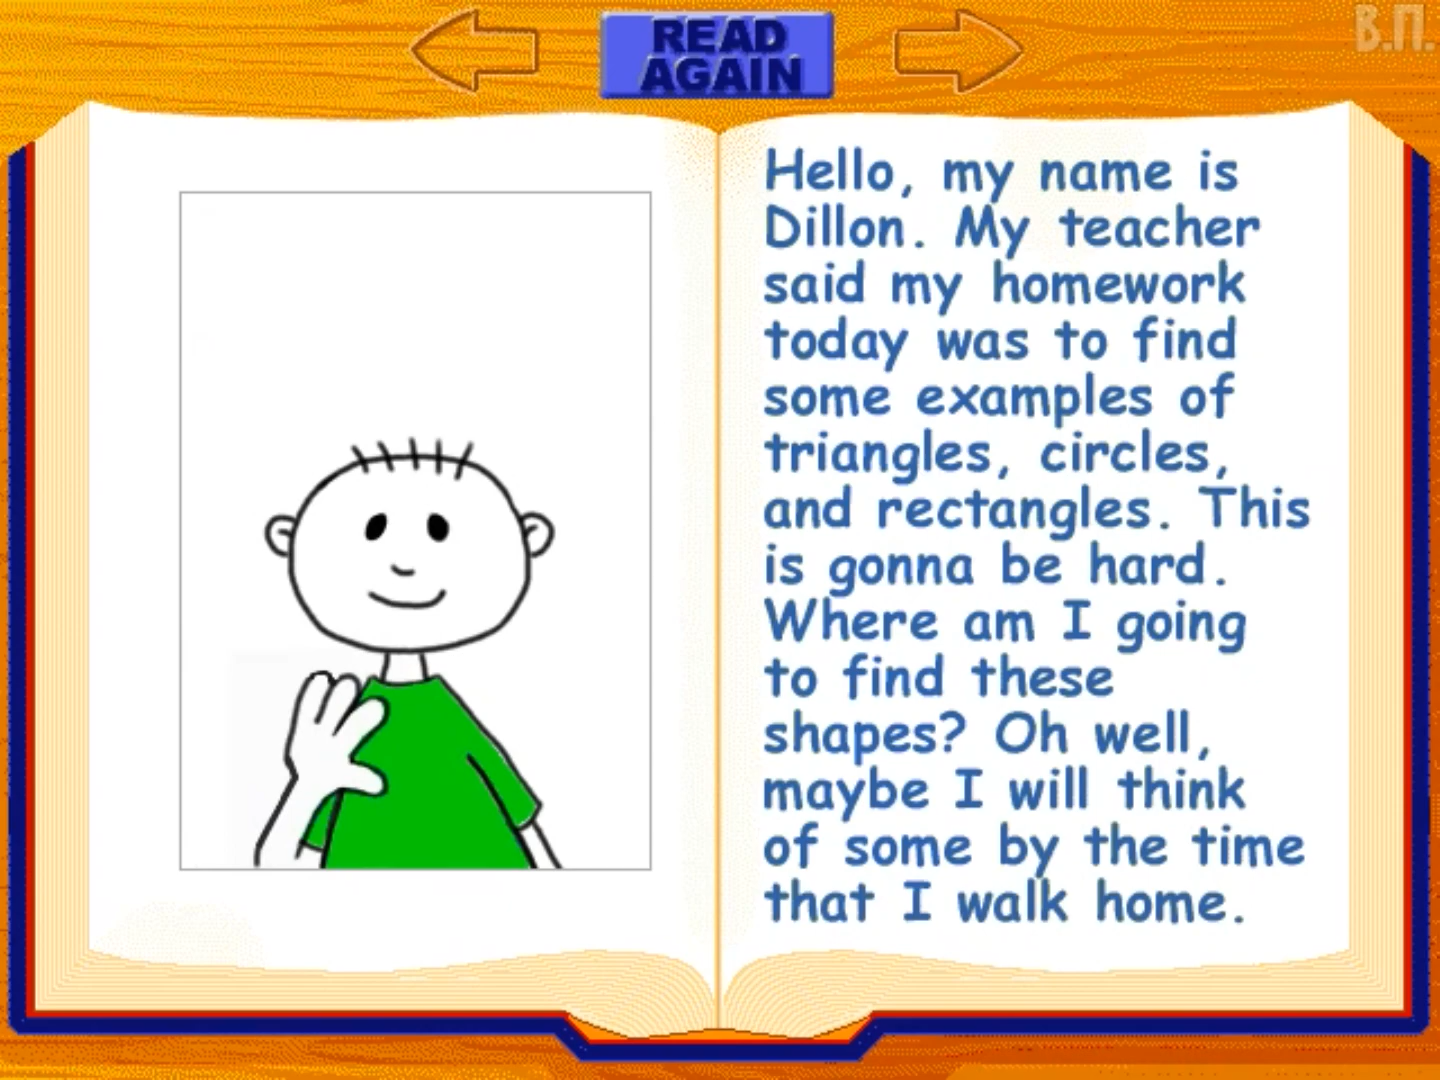 READ
AGAIN
В.П.
Hello, my name is
Dillon. My teacher
said my homework
today was to find
some examples of
triangles, circles,
and rectangles. This
is gonna be hard.
Where am I going
to find these
shapes? Oh well,
maybe I will think
of some by the time
that I walk home.